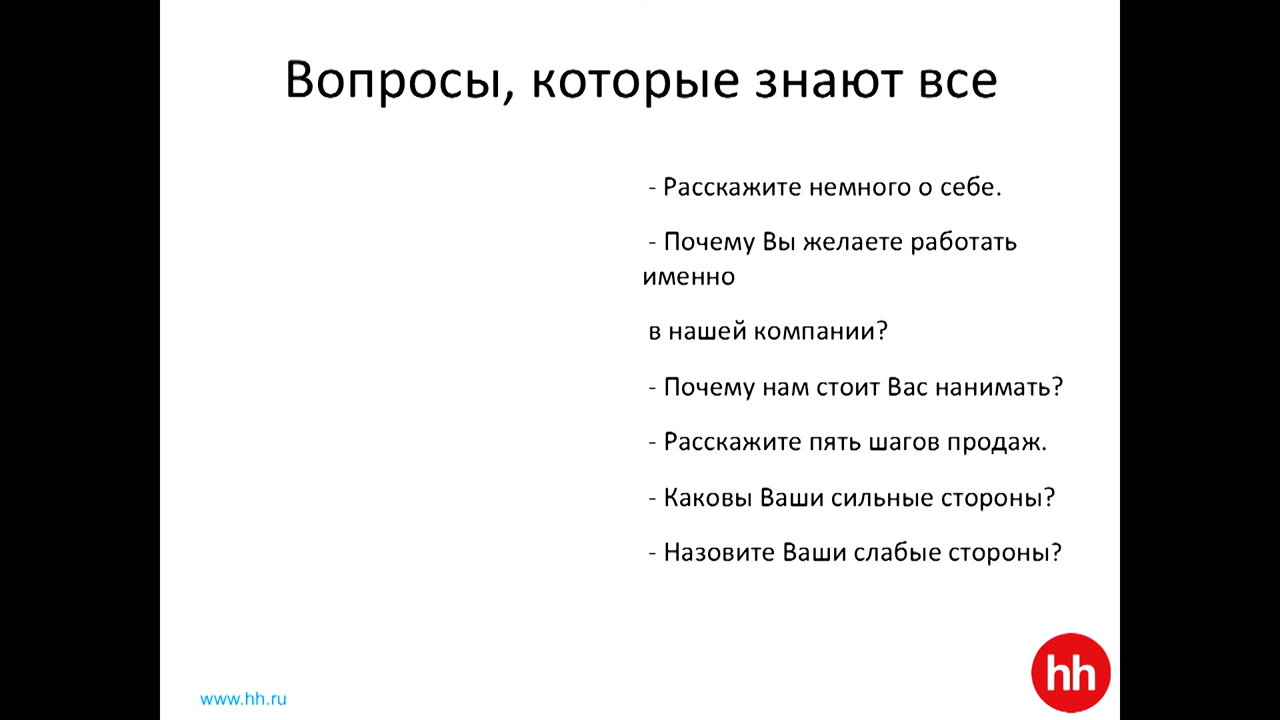 Вопросы, которые знают все
- Расскажите немного о себе.
- Почему Вы желаете работать
именно
в нашей компании?
- Почему нам стоит Вас нанимать?
- Расскажите пять шагов продаж.
- Каковы Ваши сильные стороны?
- Назовите Ваши слабые стороны?
hh
www.hh.ru